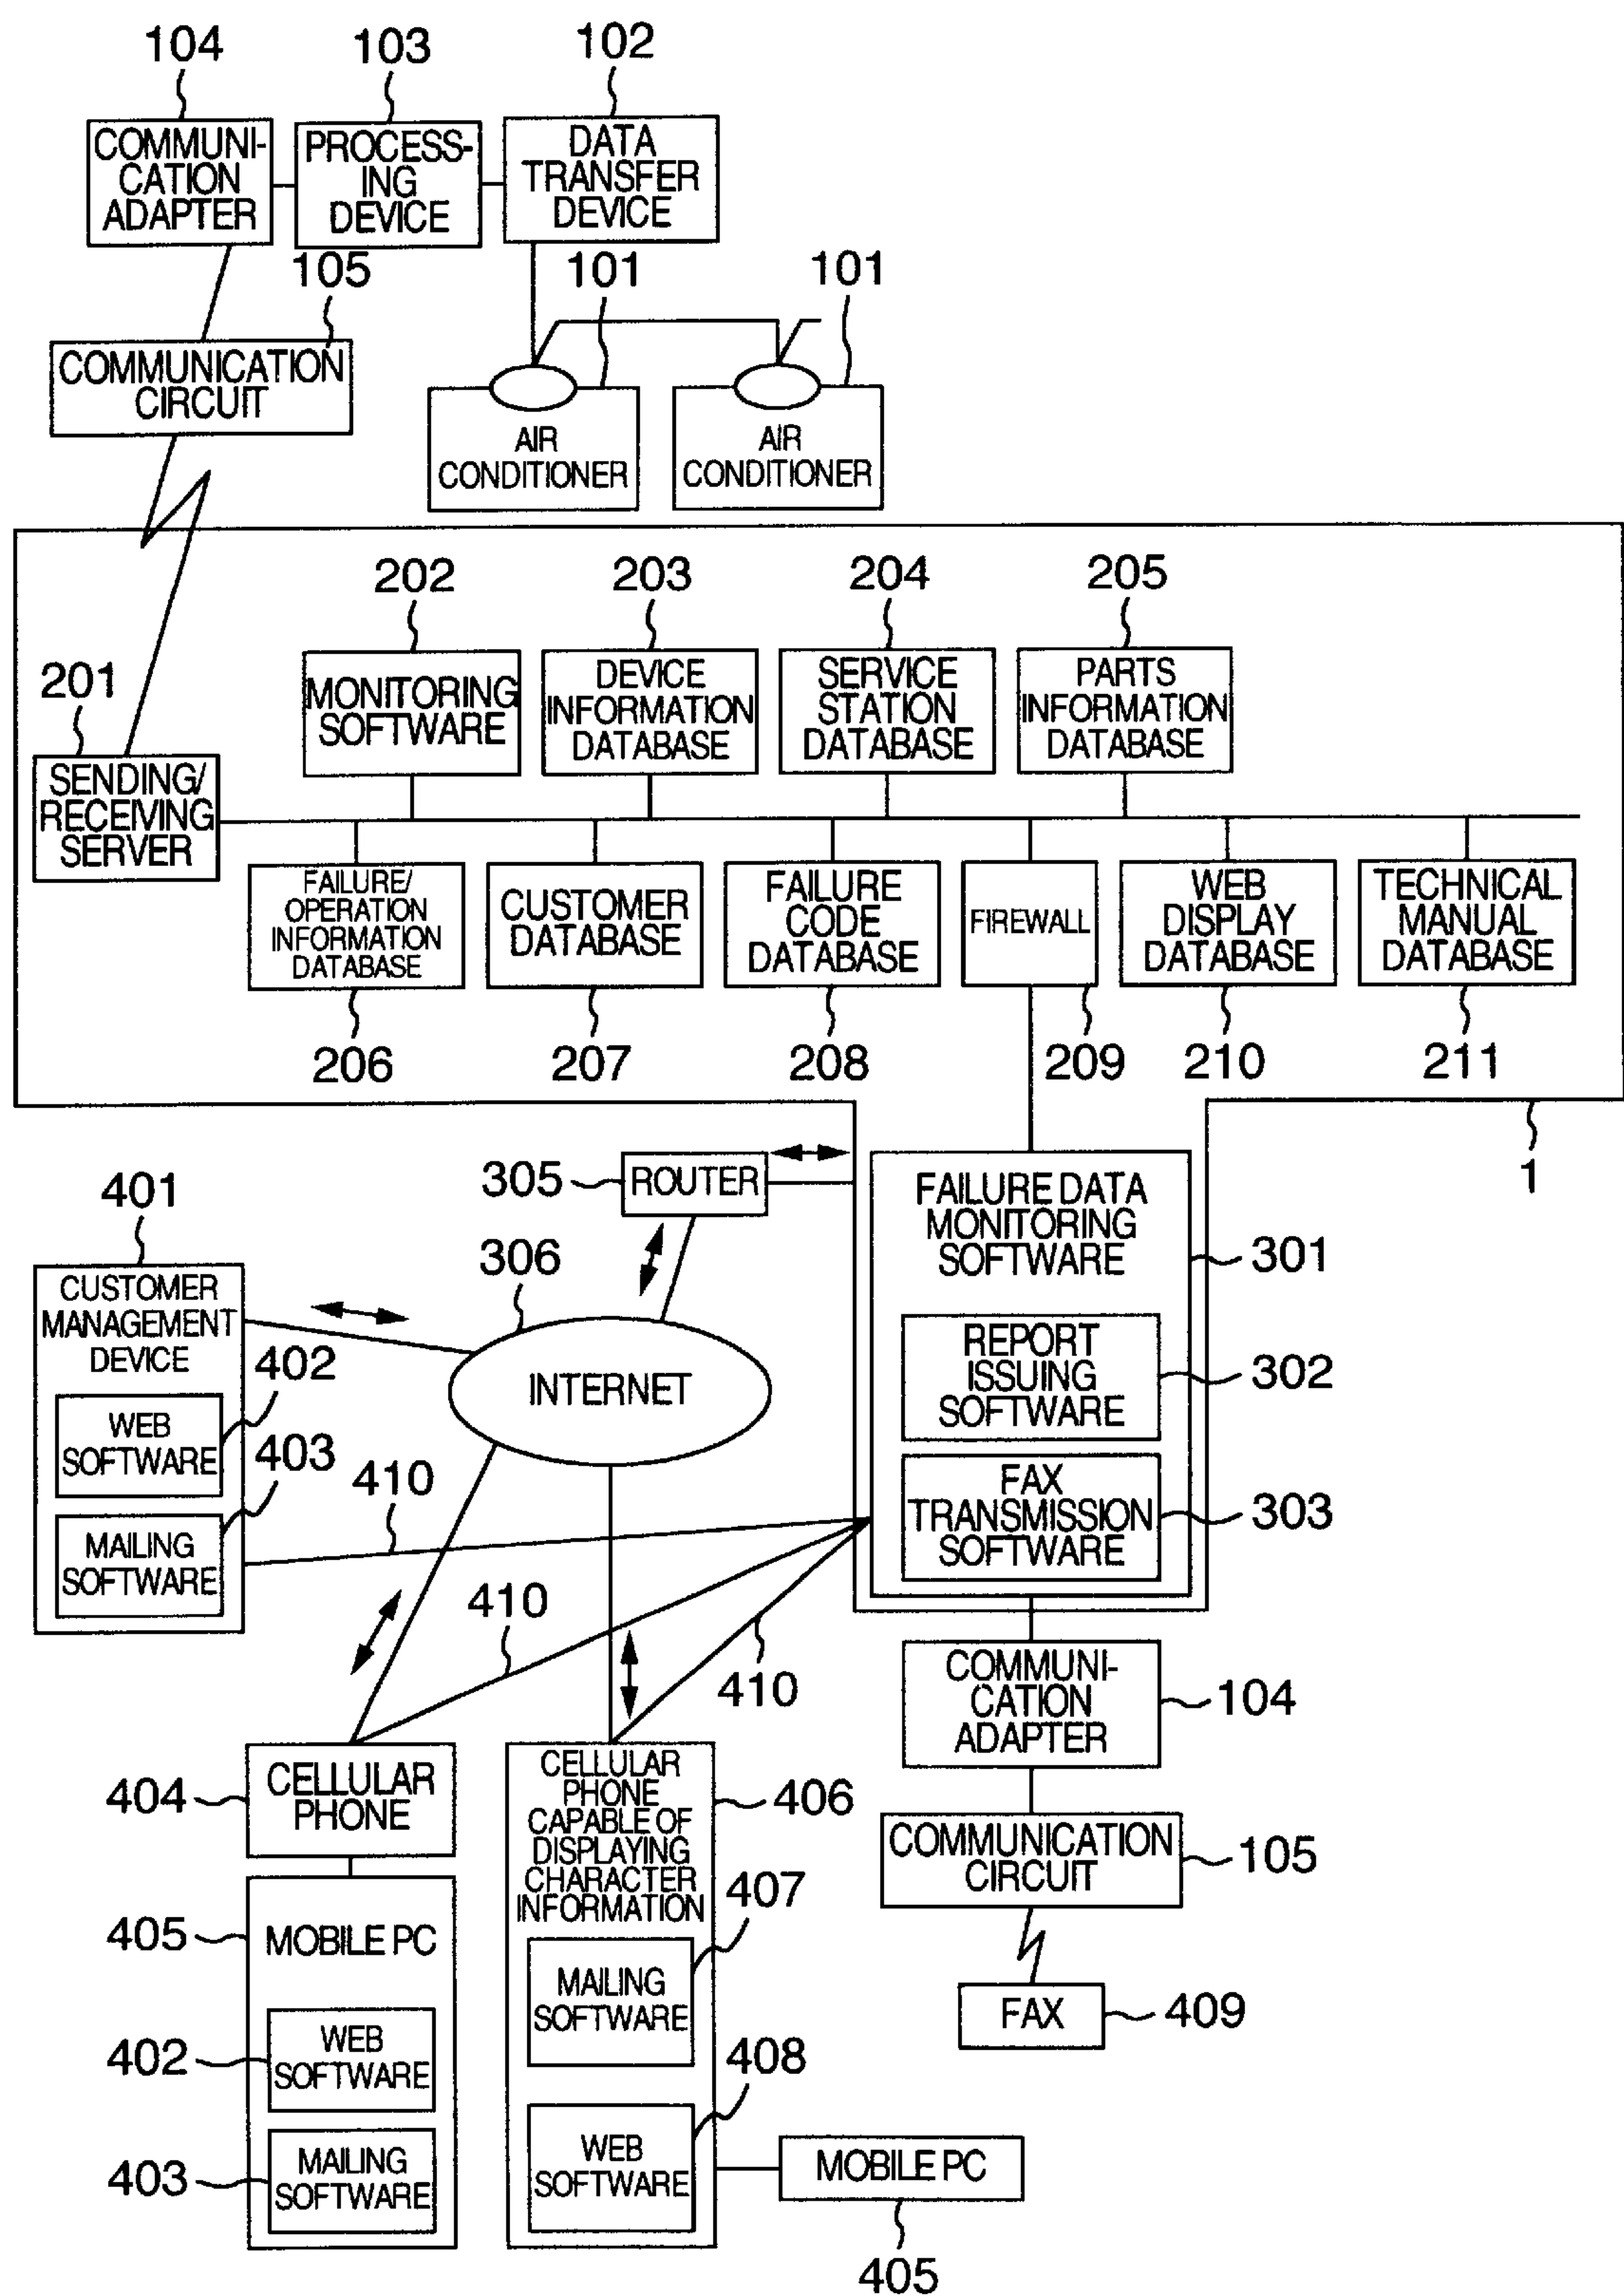 104
103
102
COMMUNI-
CATION
ADAPTER
PROCESS-
ING
DEVICE
DATA
TRANSFER
DEVICE
105
101
101
COMMUNICATION
CIRCUIT
AIR
CONDITIONER
AIR
CONDITIONER
202
203
204
205
201
MONITORING
SOFTWARE
DEVICE
INFORMATION
DATABASE
SERVICE
STATION
DATABASE
PARTS
INFORMATION
DATABASE
SENDING/
RECEIVING
SERVER
FAILURE/
OPERATION
INFORMATION
DATABASE
CUSTOMER
DATABASE
FAILURE
CODE
DATABASE
FIREWALL
WEB
DISPLAY
DATABASE
TECHNICAL
MANUAL
DATABASE
206
207
208
209
210
211
1
305
ROUTER
FAILURE DATA
MONITORING
SOFTWARE
301
401
306
CUSTOMER
MANAGEMENT
DEVICE
402
WEB
SOFTWARE
403
MAILING
SOFTWARE
INTERNET
REPORT
ISSUING
SOFTWARE
302
FAX
TRANSMISSION
SOFTWARE
303
410
410
410
COMMUNI-
CATION
ADAPTER
104
404
CELLULAR
PHONE
CELLULAR
PHONE
CAPABLE OF
DISPLAYING
CHARACTER
INFORMATION
406
COMMUNICATION
CIRCUIT
105
405
MOBILE PC
407
MAILING
SOFTWARE
FAX
409
402
WEB
SOFTWARE
408
403
MAILING
SOFTWARE
WEB
SOFTWARE
MOBILE PC
405